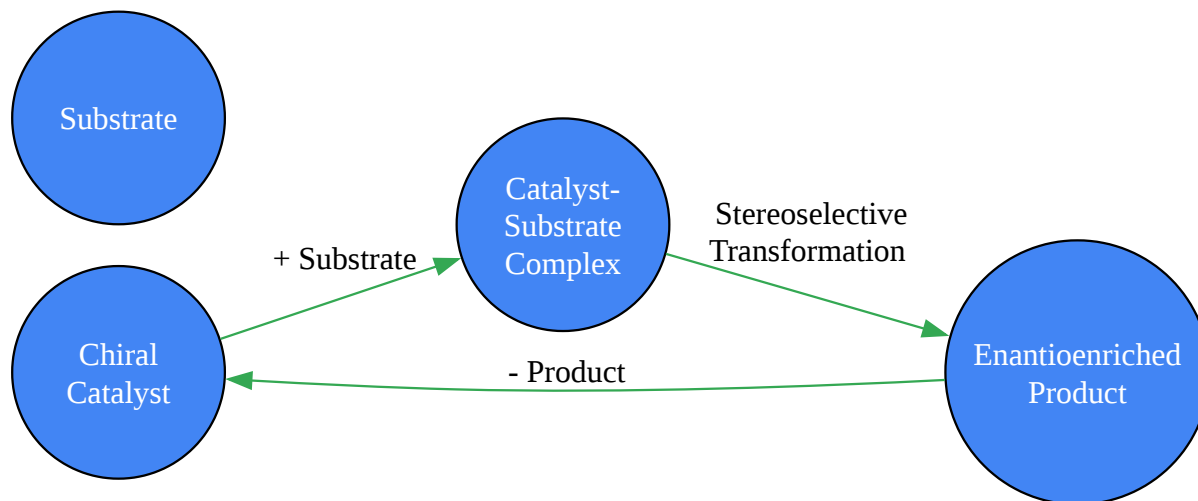 Substrate
Catalyst-
Substrate
Complex
Stereoselective
Transformation
+ Substrate
Chiral
Catalyst
- Product
Enantioenriched
Product